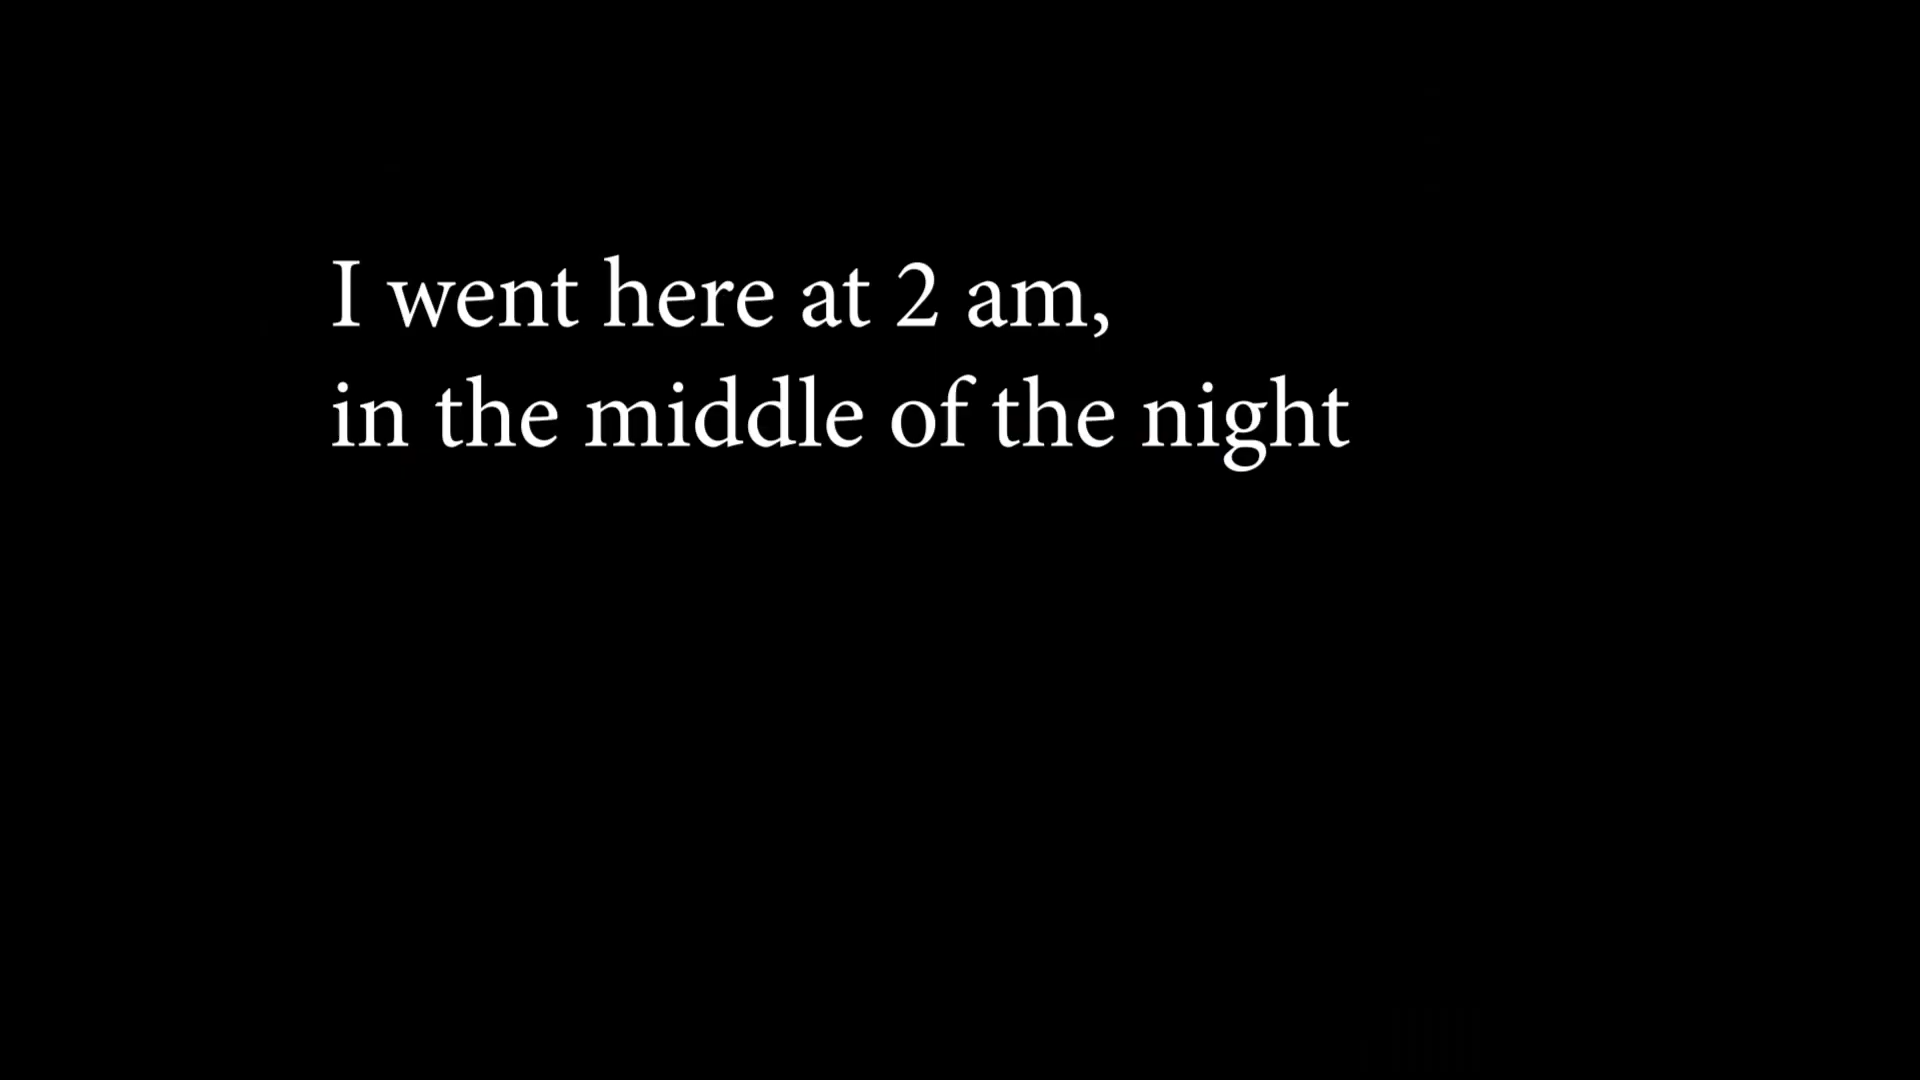 I went here at 2 am,
in the middle of the night